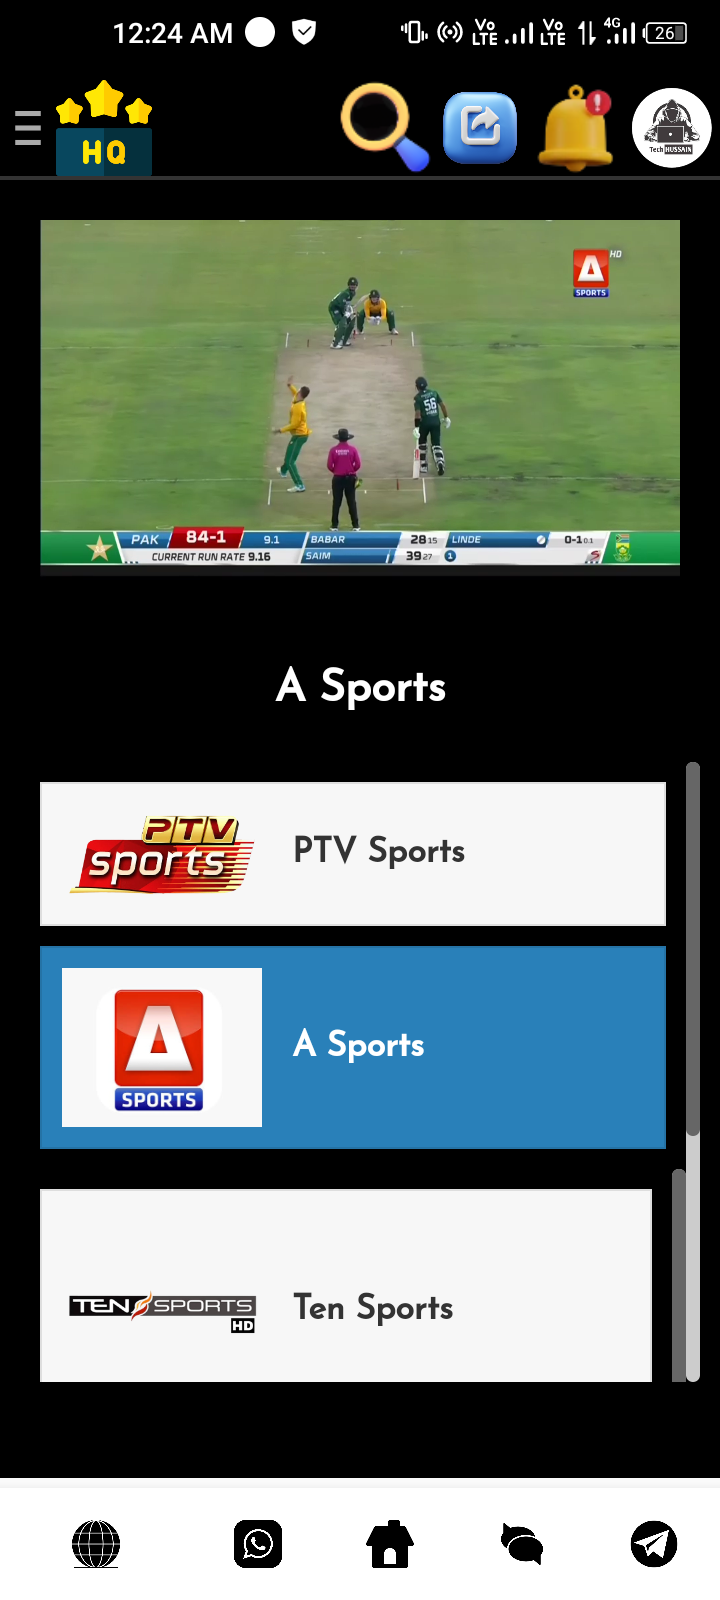 12:24 AM
Vo LTE Vo LTE 4G 26
HQ
Tech HUSSAIN
A HD
SPORTS
56
PAK 84-1 9.1 BABAR 28 15 LINDE 0-1 0.1
CURRENT RUN RATE 9.16 SAIM 39 27 1
A Sports
PTV
sports
PTV Sports
A
SPORTS
A Sports
TEN SPORTS
HD
Ten Sports